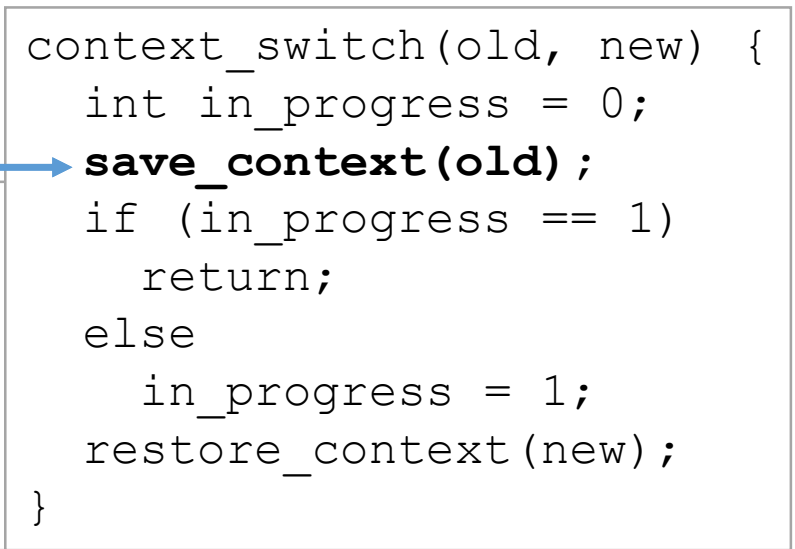 context_switch(old, new) {
  int in_progress = 0;
  save_context(old);
  if (in_progress == 1)
    return;
  else
    in_progress = 1;
  restore_context(new);
}